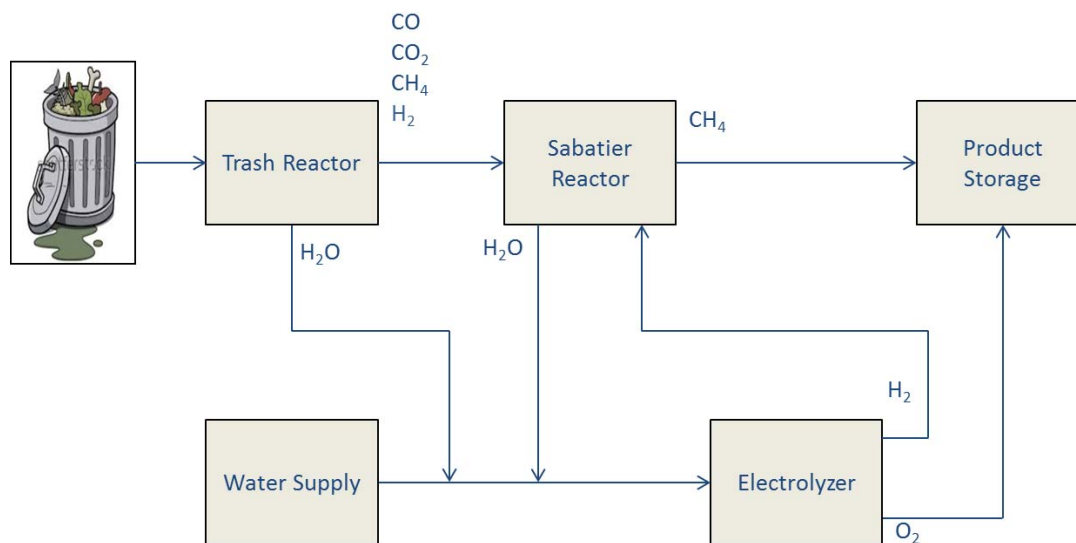 CO
CO₂
CH₄
H₂
Trash Reactor
Sabatier
Reactor
CH₄
Product
Storage
H₂O
H₂O
H₂
Water Supply
Electrolyzer
O₂